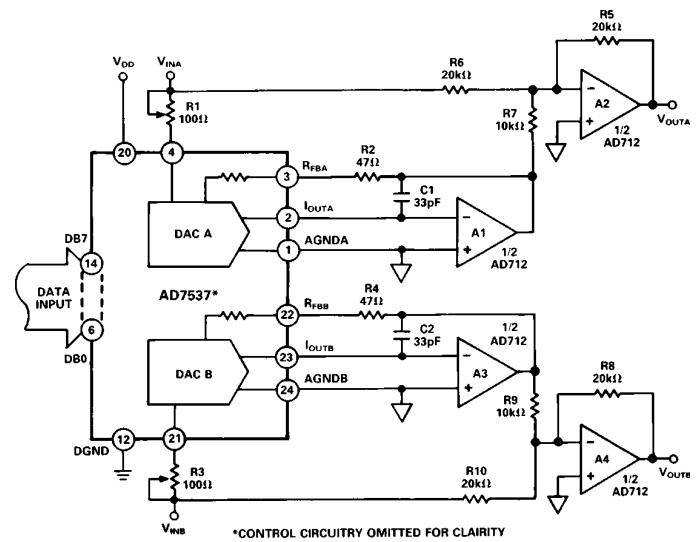 R5
20kΩ
VDD
VINA
R6
20kΩ
R1
100Ω
R7
10kΩ
A2
VOUTA
1/2
AD712
20
4
3
RFBA
R2
47Ω
C1
33pF
2
IOUTA
DAC A
A1
1
AGNDA
1/2
AD712
DB7
14
DATA
INPUT
AD7537*
6
DB0
22
RFBB
R4
47Ω
C2
33pF
1/2
AD712
23
IOUTB
DAC B
A3
24
AGNDB
R8
20kΩ
R9
10kΩ
DGND
12
21
A4
VOUTB
1/2
AD712
R3
100Ω
R10
20kΩ
VINB
*CONTROL CIRCUITRY OMITTED FOR CLAIRITY